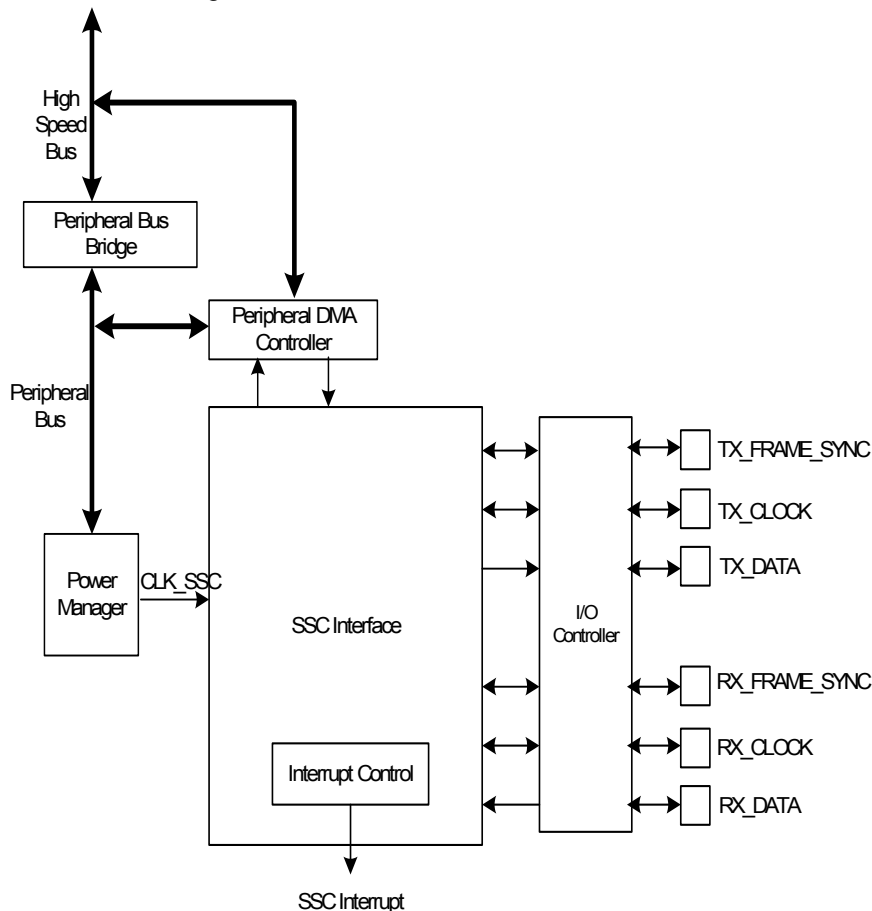 High
Speed
Bus
Peripheral Bus
Bridge
Peripheral DMA
Controller
Peripheral
Bus
TX_FRAME_SYNC
TX_CLOCK
Power
Manager
CLK_SSC
TX_DATA
SSC Interface
I/O
Controller
RX_FRAME_SYNC
RX_CLOCK
Interrupt Control
RX_DATA
SSC Interrupt